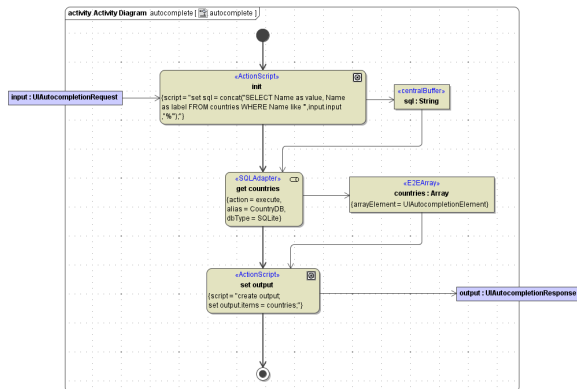 activity Activity Diagram autocomplete [ autocomplete ]
«ActionScript»
init
{script = "set sql = concat("SELECT Name as value, Name
as label FROM countries WHERE Name like '",input.input
,"%'");"}
input : UIAutocompletionRequest
«centralBuffer»
sql : String
«SQLAdapter»
get countries
{action = execute,
alias = CountryDB,
dbType = SQLite}
«E2EArray»
countries : Array
{arrayElement = UIAutocompletionElement}
«ActionScript»
set output
{script = "create output;
set output.items = countries;"}
output : UIAutocompletionResponse